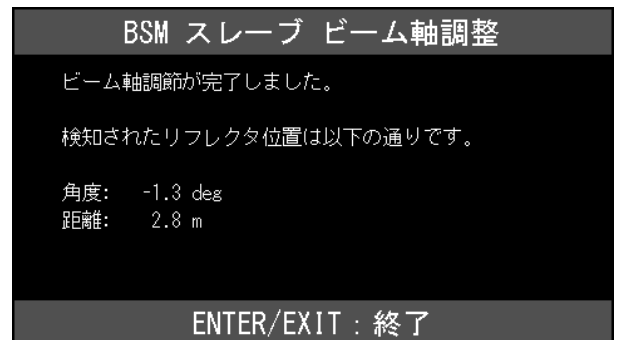 BSM スレーブ ビーム軸調整
ビーム軸調節が完了しました。
検知されたリフレクタ位置は以下の通りです。
角度: -1.3 deg
距離: 2.8 m
ENTER/EXIT : 終了